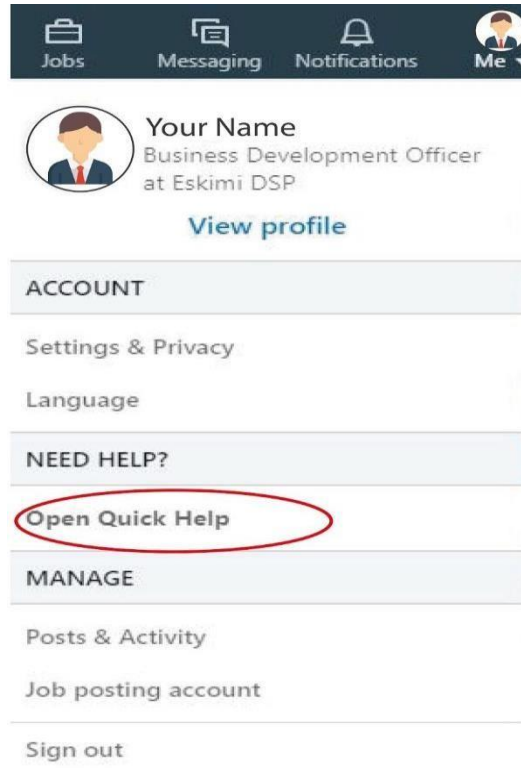 Jobs Messaging Notifications Me
Your Name
Business Development Officer
at Eskimi DSP
View profile
ACCOUNT
Settings & Privacy
Language
NEED HELP?
Open Quick Help
MANAGE
Posts & Activity
Job posting account
Sign out